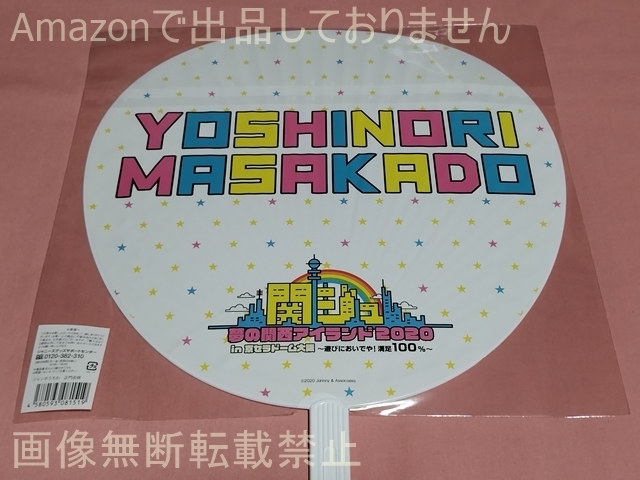 Amazonで出品しておりません
YOSHINORI
MASAKADO
関ジュ
夢の関西アイランド2020
in 京セラドーム大阪 ～遊びにおいでや!満足100%～
©2020 Johnny & Associates
0120-382-310
4 580593 081519
画像無断転載禁止